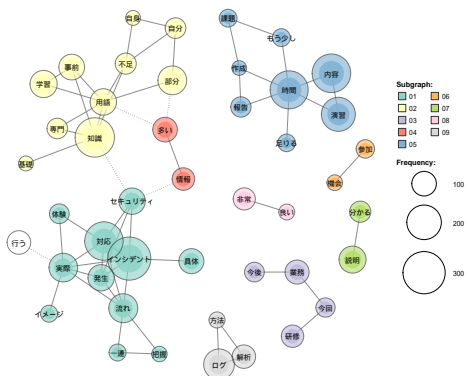 自身
自分
課題
もう少し
不足
事前
学習
部分
用語
作成
内容
時間
報告
演習
専門
知識
多い
足りる
基礎
情報
参加
機会
セキュリティ
非常
良い
分かる
体験
行う
対応
インシデント
具体
実際
発生
説明
今後
業務
イメージ
流れ
今回
方法
研修
一連
把握
解析
ログ
Subgraph:
01 06
02 07
03 08
04 09
05
Frequency:
100
200
300